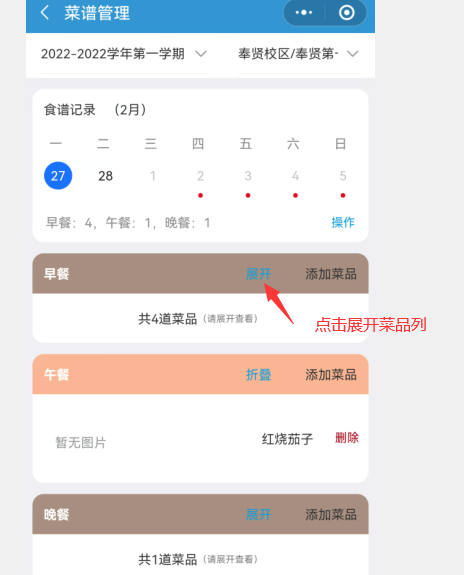 菜谱管理
2022-2022学年第一学期 奉贤校区/奉贤第一
食谱记录 （2月）
一 二 三 四 五 六 日
27 28 1 2 3 4 5
早餐：4，午餐：1，晚餐：1 操作
早餐 展开 添加菜品
共4道菜品（请展开查看）
点击展开菜品列
午餐 折叠 添加菜品
暂无图片 红烧茄子 删除
晚餐 展开 添加菜品
共1道菜品（请展开查看）